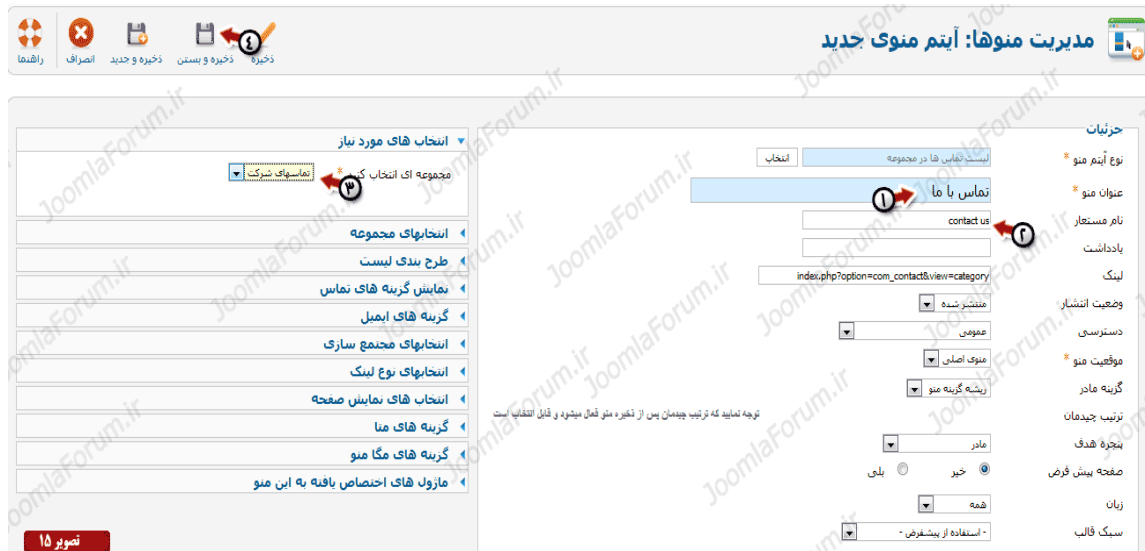 مدیریت منوها: آیتم منوی جدید
ذخیره
ذخیره و بستن
ذخیره و جدید
انصراف
راهنما
جزئیات
نوع آیتم منو *
لیست تماس ها در مجموعه
انتخاب
عنوان منو *
تماس با ما
۱
نام مستعار
contact us
۲
یادداشت
لینک
index.php?option=com_contact&view=category
وضعیت انتشار
منتشر شده
دسترسی
عمومی
موقعیت منو *
منوی اصلی
گزینه مادر
ریشه گزینه منو
ترتیب چیدمان
توجه نمایید که ترتیب چیدمان پس از ذخیره منو فعال میشود و قابل انتخاب است
پنجره هدف
مادر
صفحه پیش فرض
خیر
بلی
زبان
همه
سبک قالب
- استفاده از پیشفرض -
انتخاب های مورد نیاز
مجموعه ای انتخاب کنید *
تماسهای شرکت
۳
۴
انتخابهای مجموعه
طرح بندی لیست
نمایش گزینه های تماس
گزینه های ایمیل
انتخابهای مجتمع سازی
انتخابهای نوع لینک
انتخاب های نمایش صفحه
گزینه های متا
گزینه های مگا منو
ماژول های اختصاص یافته به این منو
تصویر ۱۵
JoomlaForum.ir